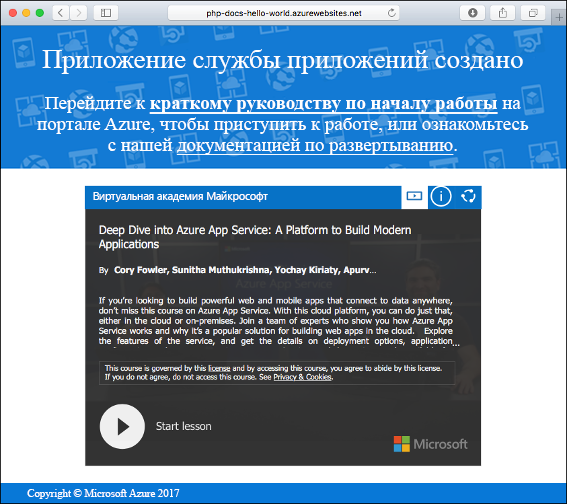 php-docs-hello-world.azurewebsites.net
Приложение службы приложений создано
Перейдите к краткому руководству по началу работы на
портале Azure, чтобы приступить к работе, или ознакомьтесь
с нашей документацией по развертыванию.
Виртуальная академия Майкрософт
Deep Dive into Azure App Service: A Platform to Build Modern
Applications
By Cory Fowler, Sunitha Muthukrishna, Yochay Kiriaty, Apurv...
If you're looking to build powerful web and mobile apps that connect to data anywhere,
don't miss this course on Azure App Service. With this cloud platform, you can do just that,
either in the cloud or on-premises. Join a team of experts who show you how Azure App
Service works and why it's a popular solution for building web apps in the cloud. Explore
the features of the service, and get the details on deployment options, application...
This course is governed by this license and by accessing this course, you agree to abide by this license.
If you do not agree, do not access this course. See Privacy & Cookies.
Start lesson
Microsoft
Copyright © Microsoft Azure 2017